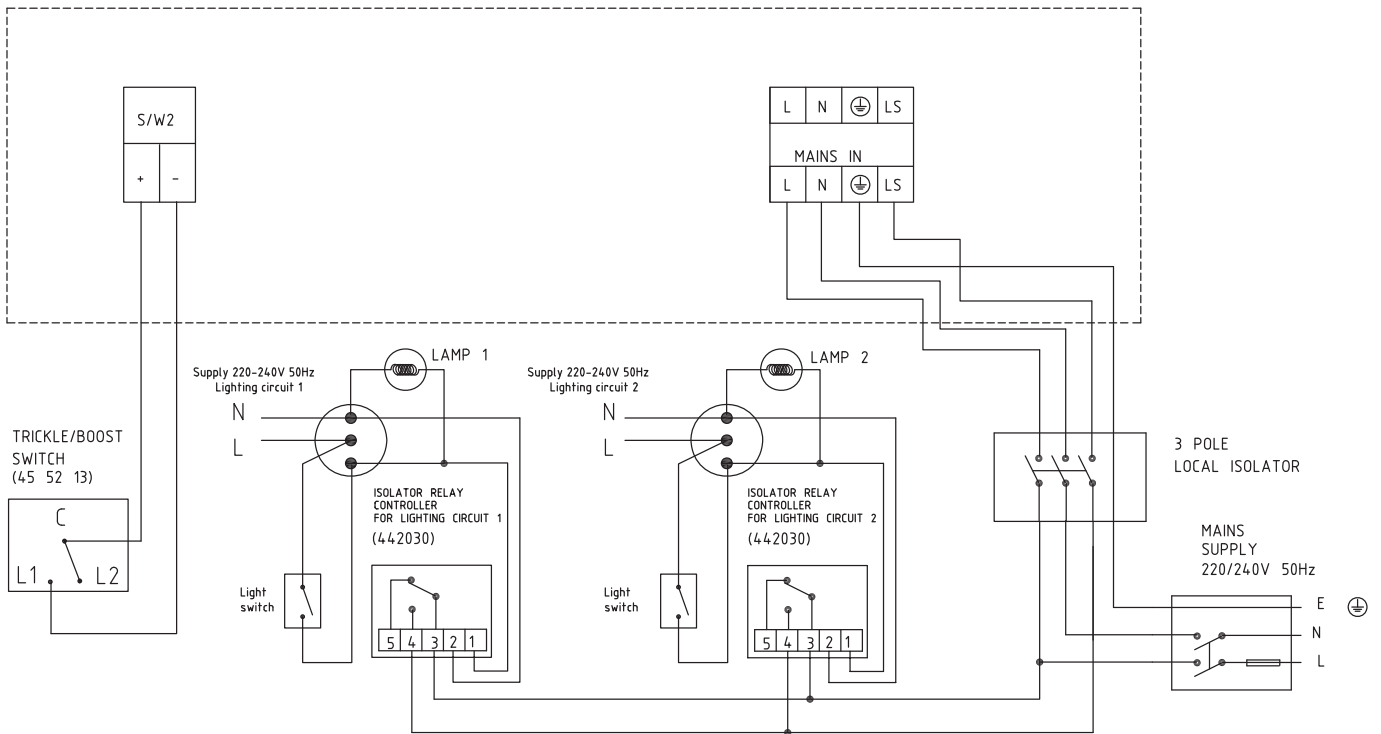 S/W2
+ -
L N LS
MAINS IN
L N LS
LAMP 1
Supply 220-240V 50Hz
Lighting circuit 1
N
L
LAMP 2
Supply 220-240V 50Hz
Lighting circuit 2
N
L
TRICKLE/BOOST
SWITCH
(45 52 13)
C
L1 L2
ISOLATOR RELAY
CONTROLLER
FOR LIGHTING CIRCUIT 1
(442030)
Light
switch
5 4 3 2 1
ISOLATOR RELAY
CONTROLLER
FOR LIGHTING CIRCUIT 2
(442030)
Light
switch
5 4 3 2 1
3 POLE
LOCAL ISOLATOR
MAINS
SUPPLY
220/240V 50Hz
E
N
L